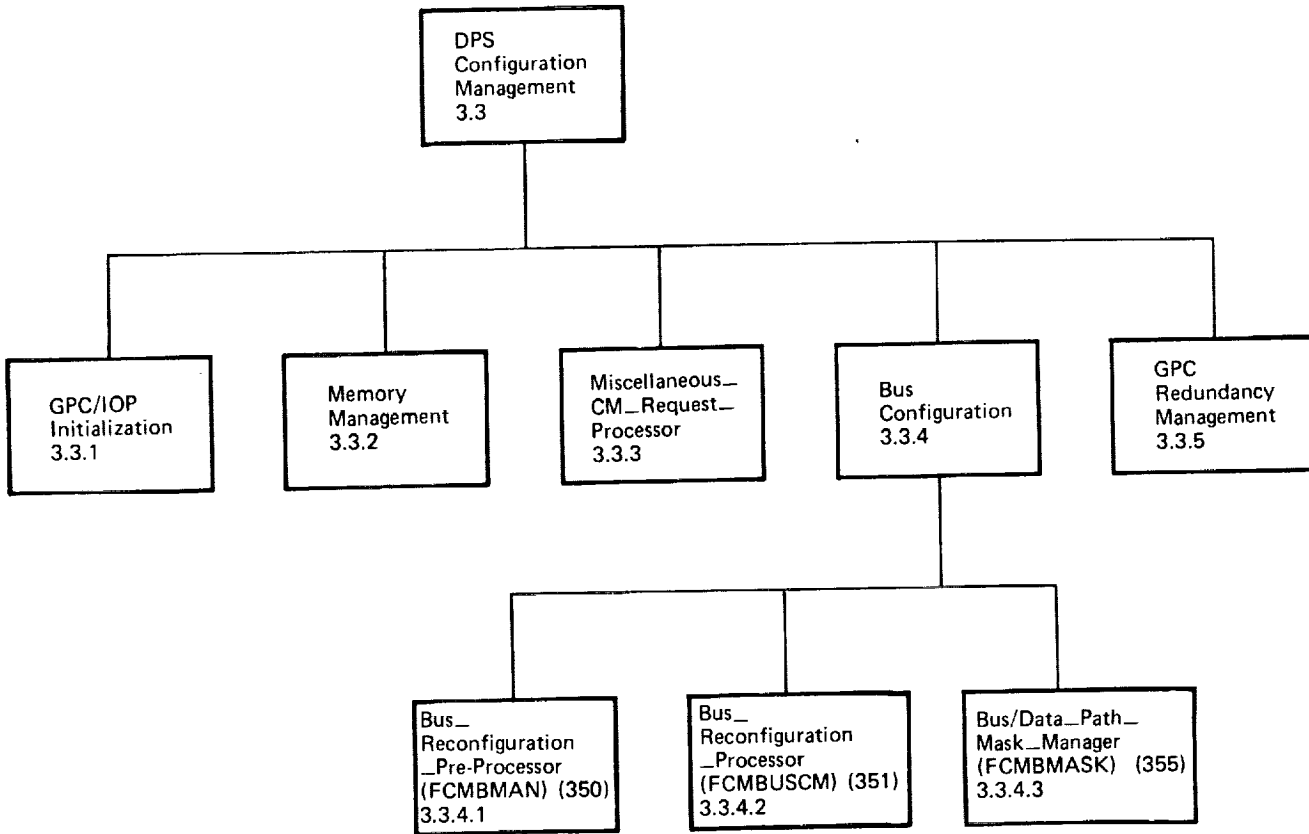 DPS
Configuration
Management
3.3
GPC/IOP
Initialization
3.3.1
Memory
Management
3.3.2
Miscellaneous_
CM_Request_
Processor
3.3.3
Bus
Configuration
3.3.4
GPC
Redundancy
Management
3.3.5
Bus_
Reconfiguration
_Pre-Processor
(FCMBMAN) (350)
3.3.4.1
Bus_
Reconfiguration
_Processor
(FCMBUSCM) (351)
3.3.4.2
Bus/Data_Path_
Mask_Manager
(FCMBMASK) (355)
3.3.4.3